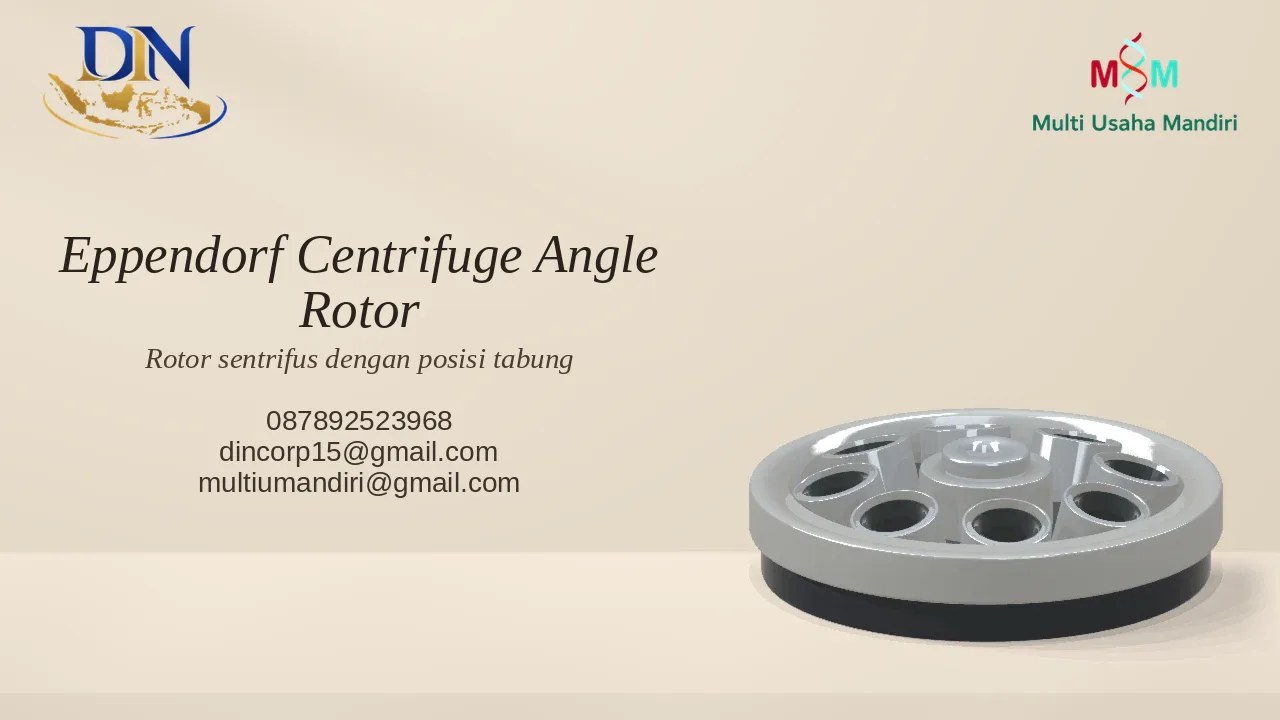 DIN
M M
Multi Usaha Mandiri
Eppendorf Centrifuge Angle
Rotor
Rotor sentrifus dengan posisi tabung
087892523968
dincorp15@gmail.com
multiumandiri@gmail.com